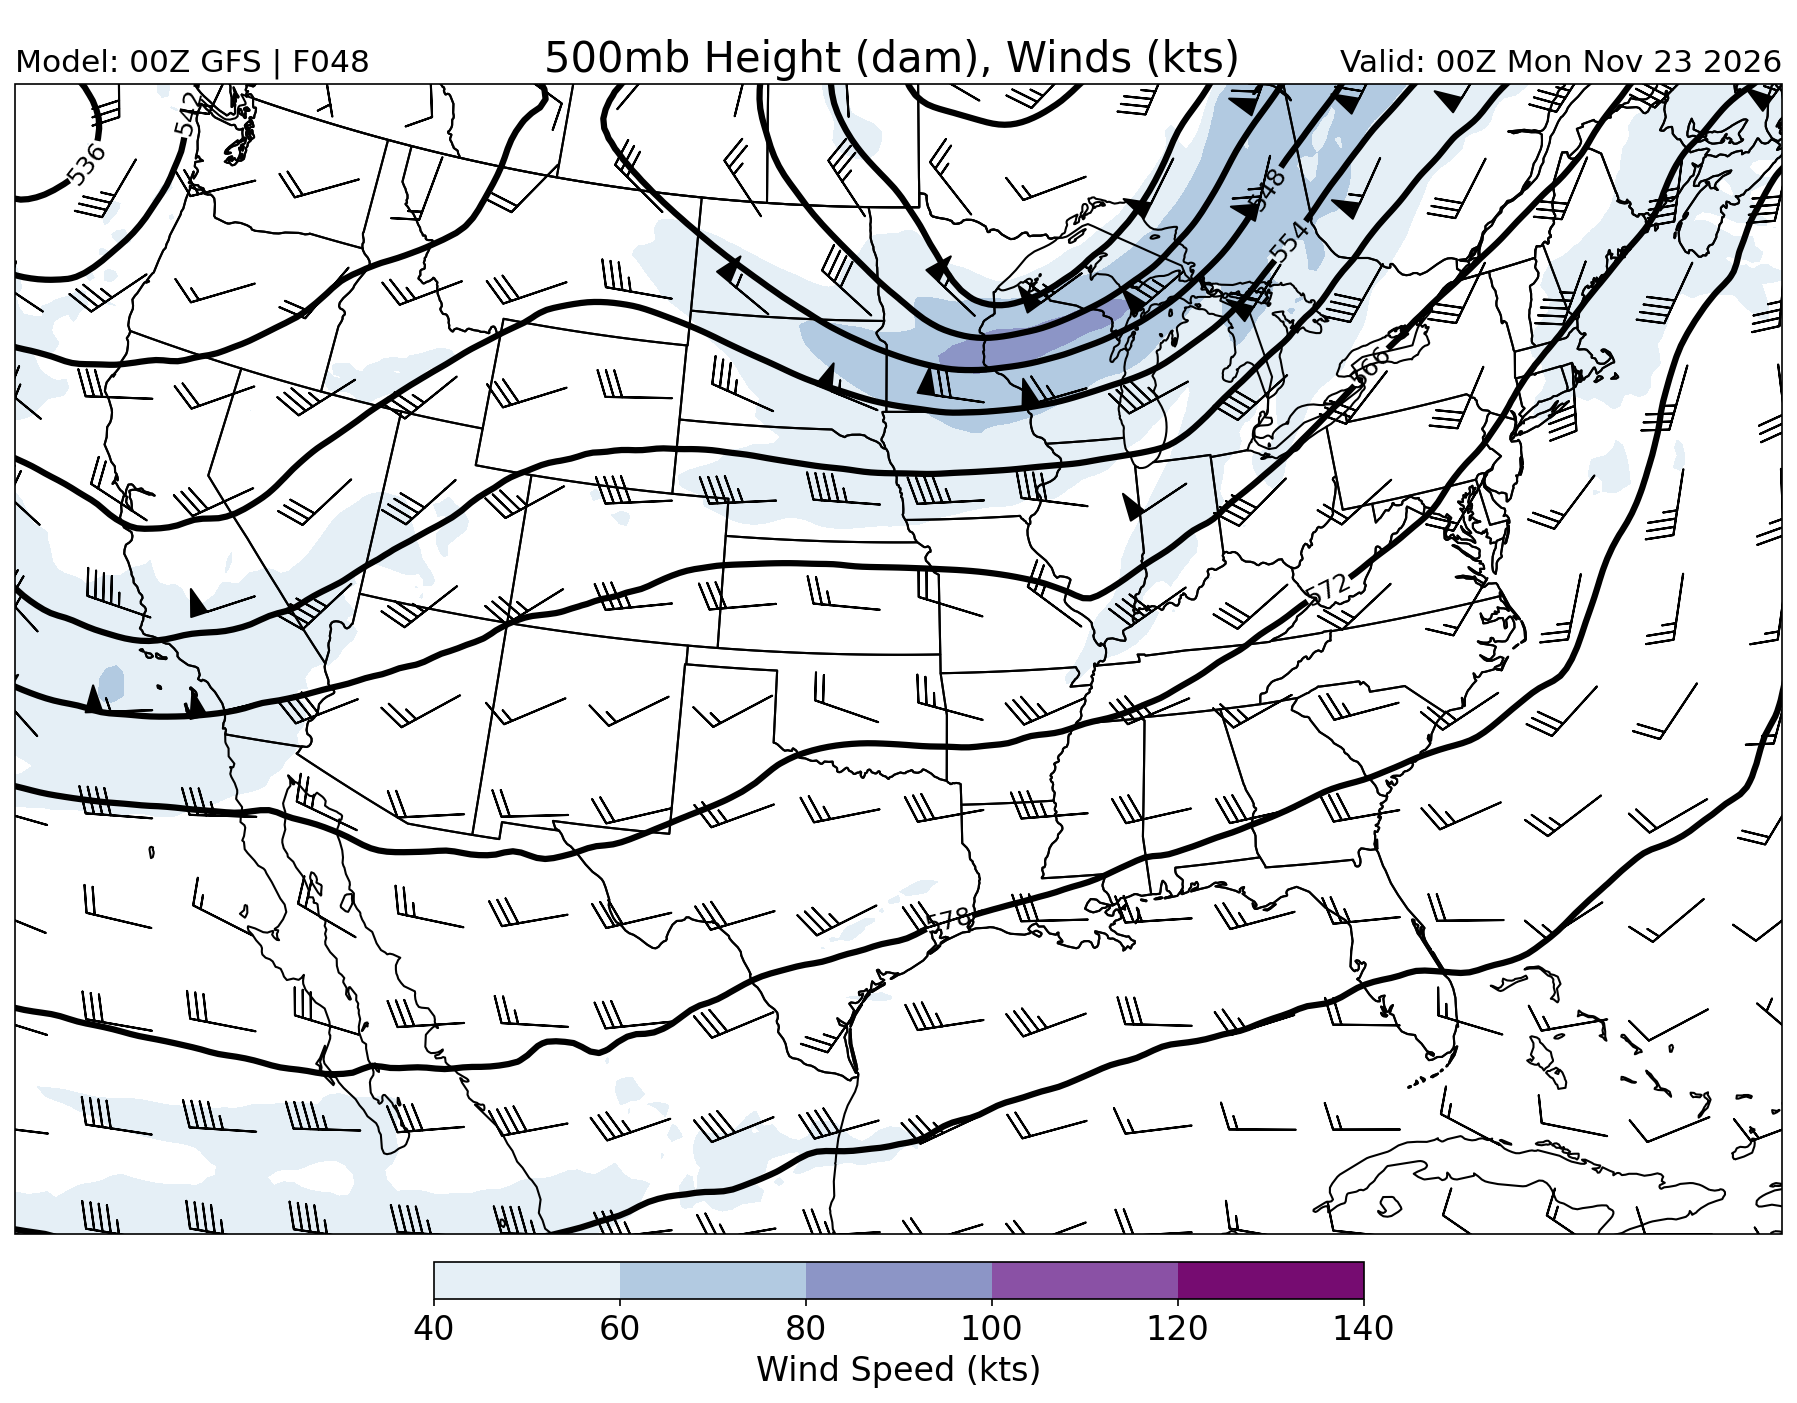 Model: 00Z GFS | F048
500mb Height (dam), Winds (kts)
Valid: 00Z Mon Nov 23 2026
542
536
548
554
566
572
578
40 60 80 100 120 140
Wind Speed (kts)